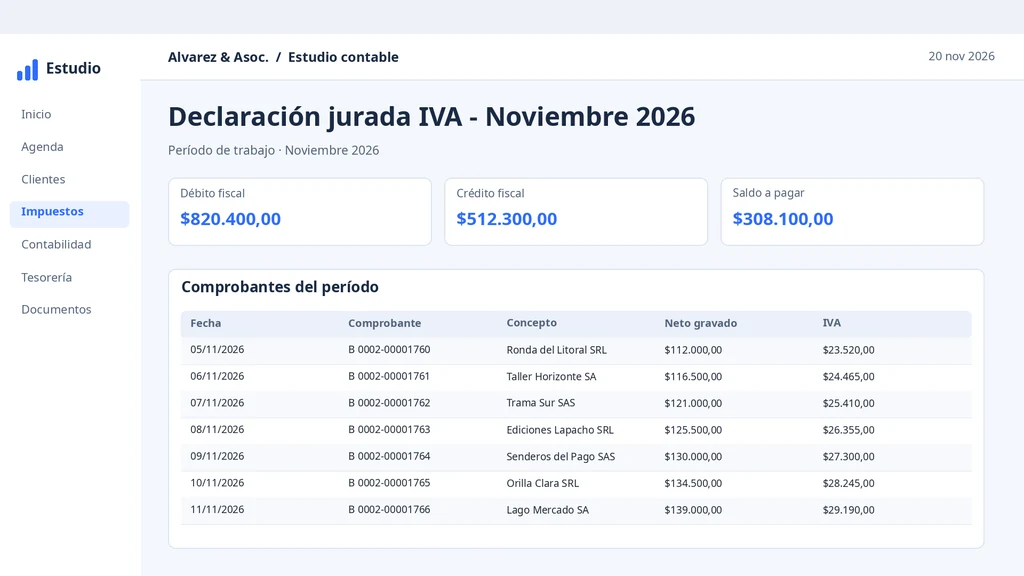 Estudio
Inicio
Agenda
Clientes
Impuestos
Contabilidad
Tesorería
Documentos
Alvarez & Asoc. / Estudio contable
20 nov 2026
Declaración jurada IVA - Noviembre 2026
Período de trabajo · Noviembre 2026
Débito fiscal
$820.400,00
Crédito fiscal
$512.300,00
Saldo a pagar
$308.100,00
Comprobantes del período
Fecha Comprobante Concepto Neto gravado IVA
05/11/2026 B 0002-00001760 Ronda del Litoral SRL $112.000,00 $23.520,00
06/11/2026 B 0002-00001761 Taller Horizonte SA $116.500,00 $24.465,00
07/11/2026 B 0002-00001762 Trama Sur SAS $121.000,00 $25.410,00
08/11/2026 B 0002-00001763 Ediciones Lapacho SRL $125.500,00 $26.355,00
09/11/2026 B 0002-00001764 Senderos del Pago SAS $130.000,00 $27.300,00
10/11/2026 B 0002-00001765 Orilla Clara SRL $134.500,00 $28.245,00
11/11/2026 B 0002-00001766 Lago Mercado SA $139.000,00 $29.190,00